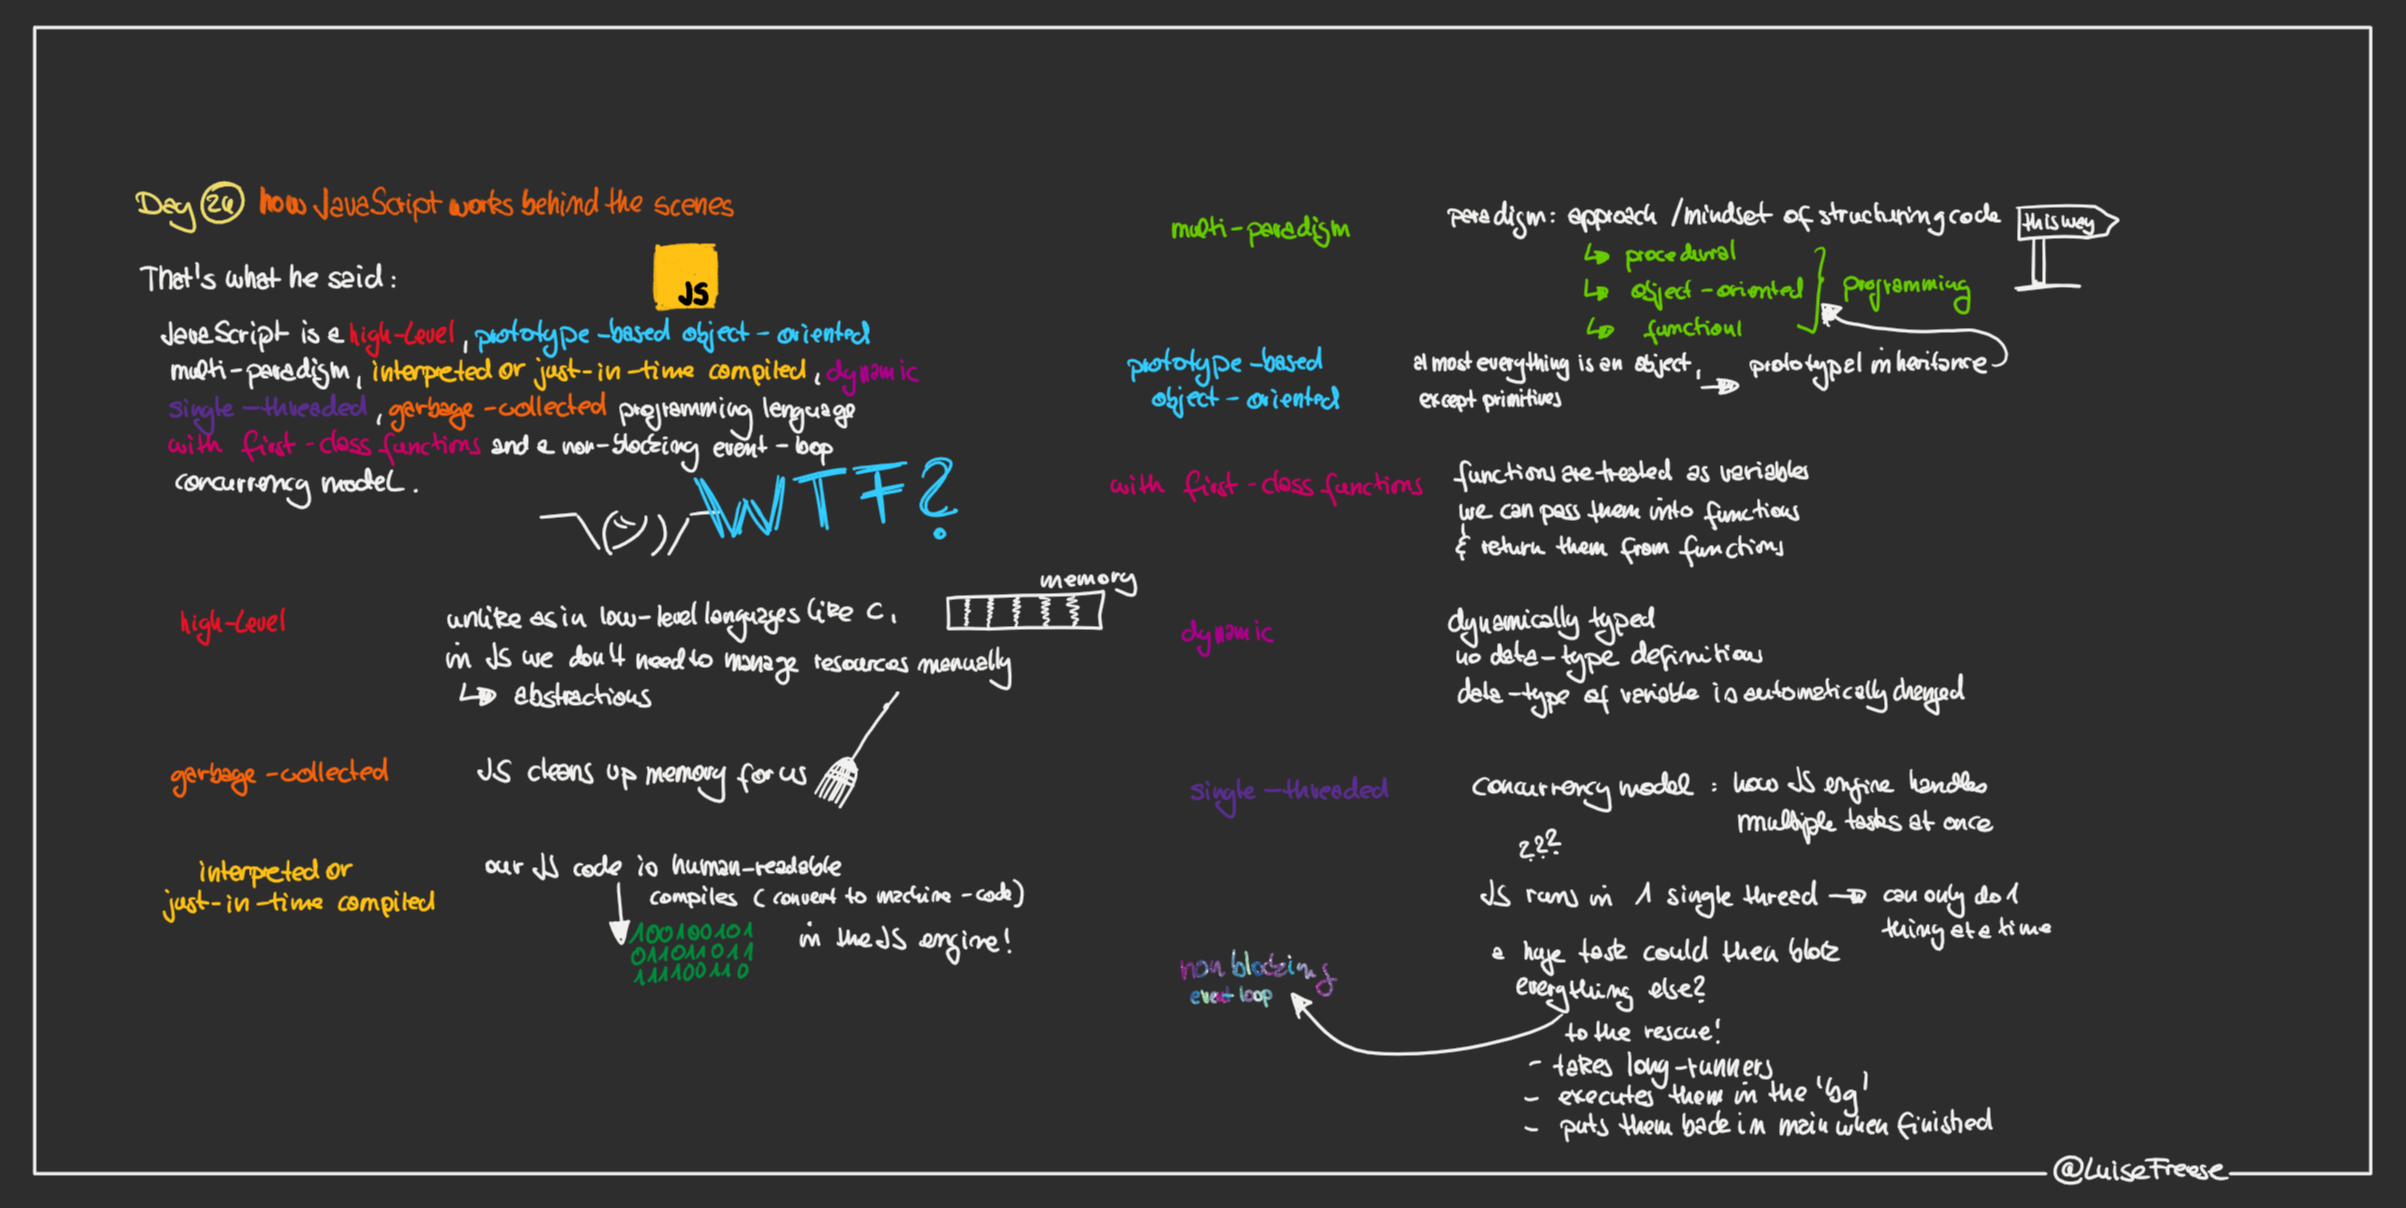 Day 24 how JavaScript works behind the scenes
That's what he said:
JS
JavaScript is a high-level, prototype-based object-oriented
multi-paradigm, interpreted or just-in-time compiled, dynamic
single-threaded, garbage-collected programming language
with first-class functions and a non-blocking event-loop
concurrency model.
WTF?
high-level
unlike as in low-level languages like C,
in JS we don't need to manage resources manually
abstractions
memory
garbage-collected
JS cleans up memory for us
interpreted or
just-in-time compiled
our JS code is human-readable
compiles (convert to machine-code)
100100101
011011011
11100110
in the JS engine!
multi-paradigm
paradigm: approach / mindset of structuring code
this way
procedural
object-oriented
functionl
programming
prototype-based
object-oriented
almost everything is an object,
except primitives
prototypel inheritance
with first-class functions
functions are treated as variables
we can pass them into functions
& return them from functions
dynamic
dynamically typed
no data-type definitions
data-type of variable is automatically changed
single-threaded
concurrency model: how JS engine handles
multiple tasks at once
???
JS runs in 1 single thread → can only do 1
thing at a time
a huge task could then block
everything else?
non blocking
event loop
to the rescue!
- takes long-runners
- executes them in the 'bg'
- puts them back in main when finished
@LuiseFreese